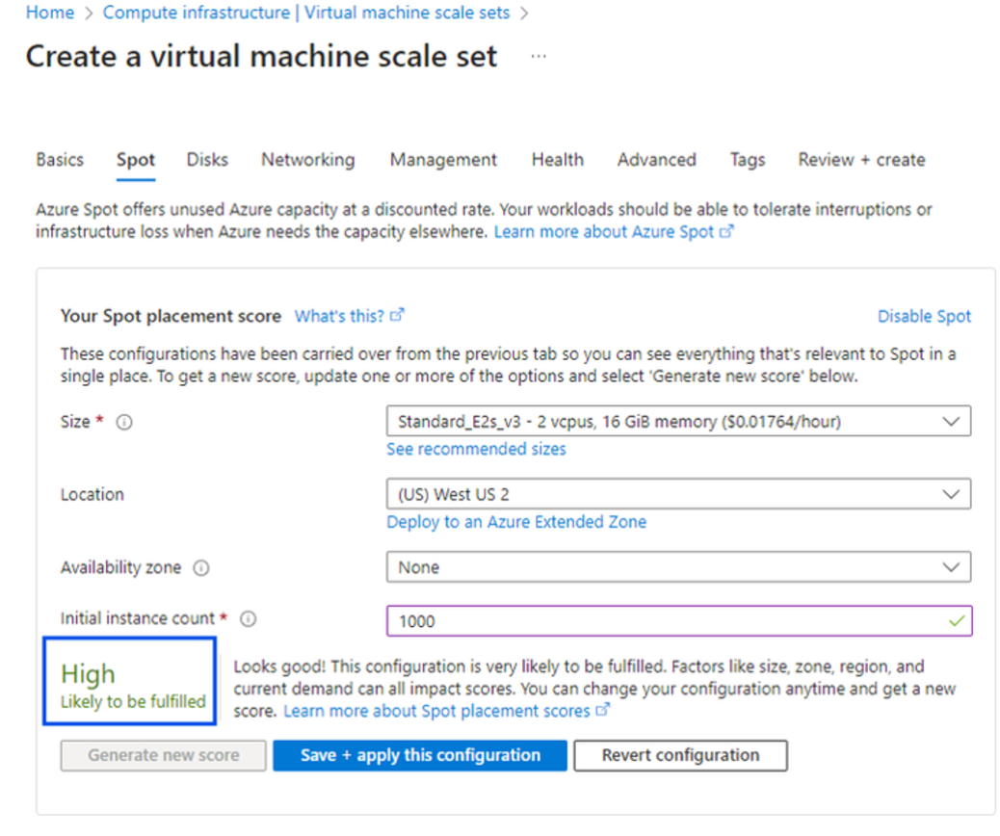 Home > Compute infrastructure | Virtual machine scale sets >
Create a virtual machine scale set ...
Basics Spot Disks Networking Management Health Advanced Tags Review + create
Azure Spot offers unused Azure capacity at a discounted rate. Your workloads should be able to tolerate interruptions or
infrastructure loss when Azure needs the capacity elsewhere. Learn more about Azure Spot
Your Spot placement score What's this? Disable Spot
These configurations have been carried over from the previous tab so you can see everything that's relevant to Spot in a
single place. To get a new score, update one or more of the options and select 'Generate new score' below.
Size * Standard_E2s_v3 - 2 vcpus, 16 GiB memory ($0.01764/hour)
See recommended sizes
Location (US) West US 2
Deploy to an Azure Extended Zone
Availability zone None
Initial instance count * 1000
High
Likely to be fulfilled
Looks good! This configuration is very likely to be fulfilled. Factors like size, zone, region, and
current demand can all impact scores. You can change your configuration anytime and get a new
score. Learn more about Spot placement scores
Generate new score Save + apply this configuration Revert configuration